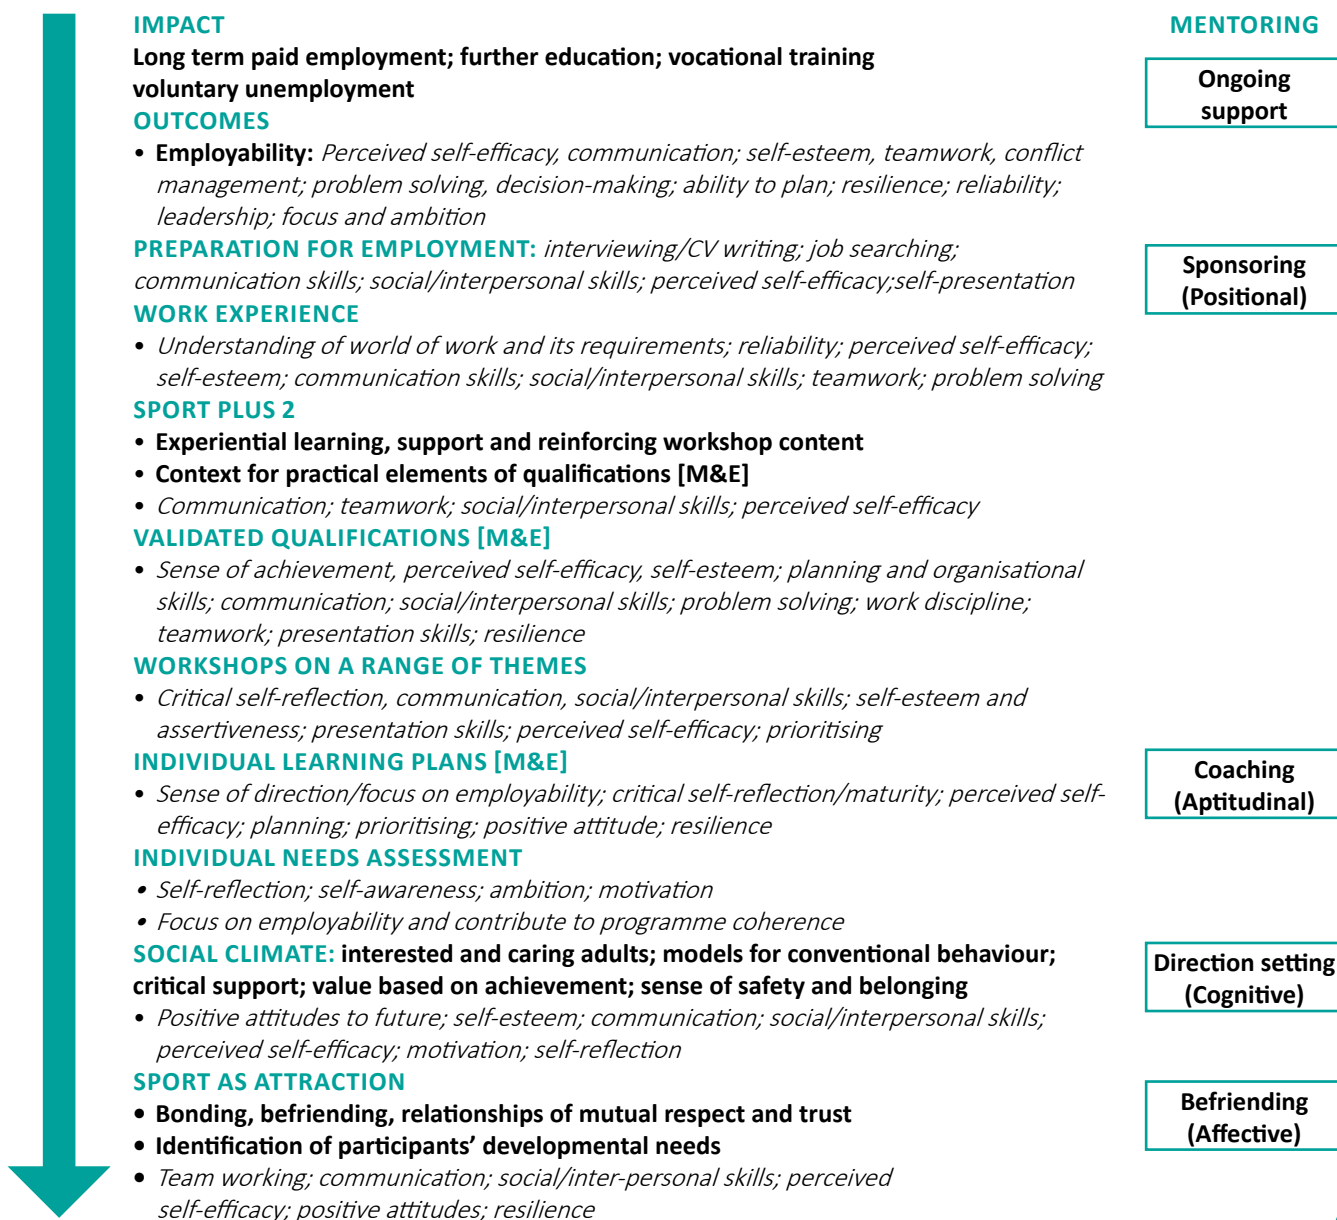 IMPACT
Long term paid employment; further education; vocational training
voluntary unemployment
OUTCOMES
• Employability: Perceived self-efficacy, communication; self-esteem, teamwork, conflict
management; problem solving, decision-making; ability to plan; resilience; reliability;
leadership; focus and ambition
PREPARATION FOR EMPLOYMENT: interviewing/CV writing; job searching;
communication skills; social/interpersonal skills; perceived self-efficacy;self-presentation
WORK EXPERIENCE
• Understanding of world of work and its requirements; reliability; perceived self-efficacy;
self-esteem; communication skills; social/interpersonal skills; teamwork; problem solving
SPORT PLUS 2
• Experiential learning, support and reinforcing workshop content
• Context for practical elements of qualifications [M&E]
• Communication; teamwork; social/interpersonal skills; perceived self-efficacy
VALIDATED QUALIFICATIONS [M&E]
• Sense of achievement, perceived self-efficacy, self-esteem; planning and organisational
skills; communication; social/interpersonal skills; problem solving; work discipline;
teamwork; presentation skills; resilience
WORKSHOPS ON A RANGE OF THEMES
• Critical self-reflection, communication, social/interpersonal skills; self-esteem and
assertiveness; presentation skills; perceived self-efficacy; prioritising
INDIVIDUAL LEARNING PLANS [M&E]
• Sense of direction/focus on employability; critical self-reflection/maturity; perceived self-
efficacy; planning; prioritising; positive attitude; resilience
INDIVIDUAL NEEDS ASSESSMENT
• Self-reflection; self-awareness; ambition; motivation
• Focus on employability and contribute to programme coherence
SOCIAL CLIMATE: interested and caring adults; models for conventional behaviour;
critical support; value based on achievement; sense of safety and belonging
• Positive attitudes to future; self-esteem; communication; social/interpersonal skills;
perceived self-efficacy; motivation; self-reflection
SPORT AS ATTRACTION
• Bonding, befriending, relationships of mutual respect and trust
• Identification of participants' developmental needs
• Team working; communication; social/inter-personal skills; perceived
self-efficacy; positive attitudes; resilience
MENTORING
Ongoing
support
Sponsoring
(Positional)
Coaching
(Aptitudinal)
Direction setting
(Cognitive)
Befriending
(Affective)